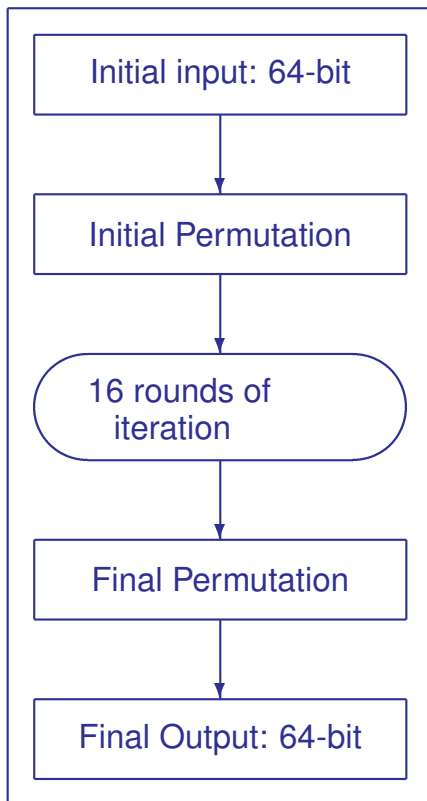 Initial input: 64-bit
Initial Permutation
16 rounds of
iteration
Final Permutation
Final Output: 64-bit